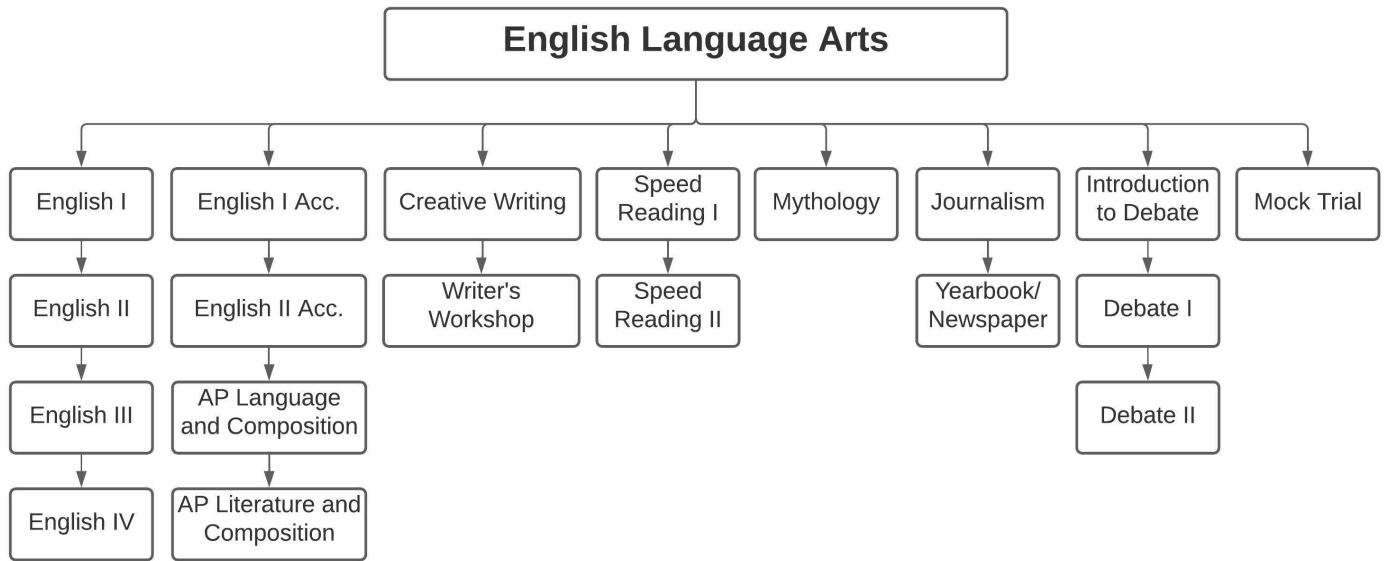 English Language Arts
English I
English I Acc.
Creative Writing
Speed
Reading I
Mythology
Journalism
Introduction
to Debate
Mock Trial
English II
English II Acc.
Writer's
Workshop
Speed
Reading II
Yearbook/
Newspaper
Debate I
English III
AP Language
and Composition
Debate II
English IV
AP Literature and
Composition